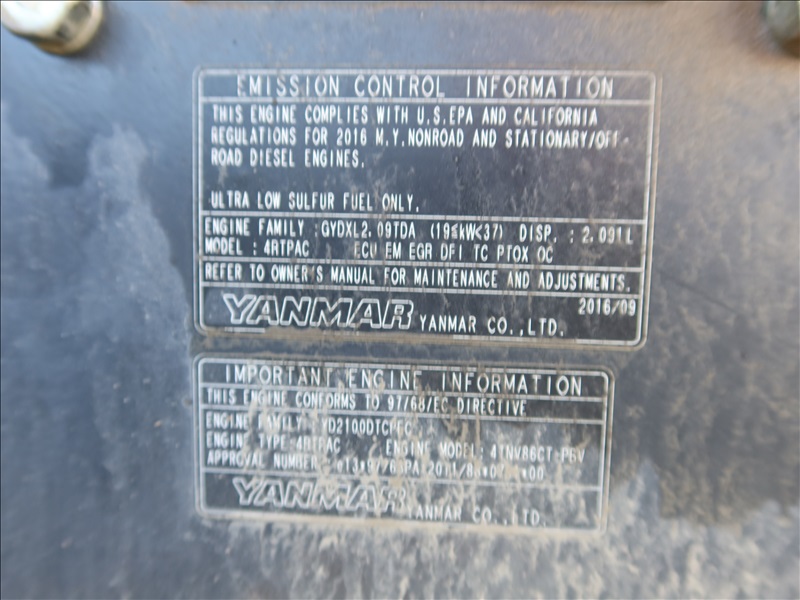 EMISSION CONTROL INFORMATION
THIS ENGINE COMPLIES WITH U.S.EPA AND CALIFORNIA
REGULATIONS FOR 2016 M.Y.NONROAD AND STATIONARY/OFF-
ROAD DIESEL ENGINES.
ULTRA LOW SULFUR FUEL ONLY.
ENGINE FAMILY :GYDXL2.09TDA (19≤kW<37) DISP. : 2.091L
MODEL : 4RTPAC ECU EM EGR DFI TC PTOX OC
REFER TO OWNER'S MANUAL FOR MAINTENANCE AND ADJUSTMENTS.
2016/09
YANMAR YANMAR CO.,LTD.
IMPORTANT ENGINE INFORMATION
THIS ENGINE CONFORMS TO 97/68/EC DIRECTIVE
ENGINE FAMILY
ENGINE TYPE:4RTPAC ENGINE MODEL:
APPROVAL NUMBER
YANMAR YANMAR CO.,LTD.